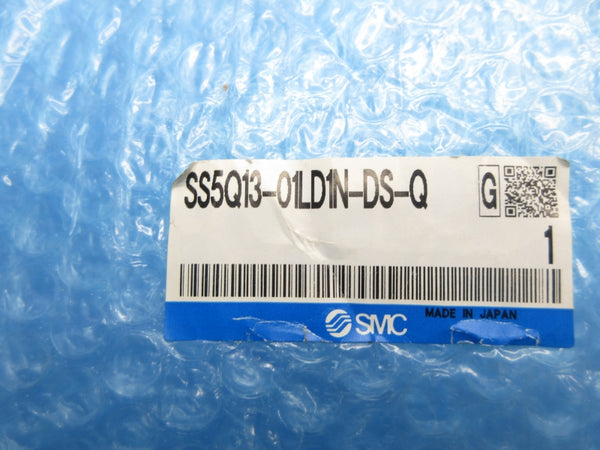 SS5Q13-01LD1N-DS-Q
G
1
SMC
MADE IN JAPAN